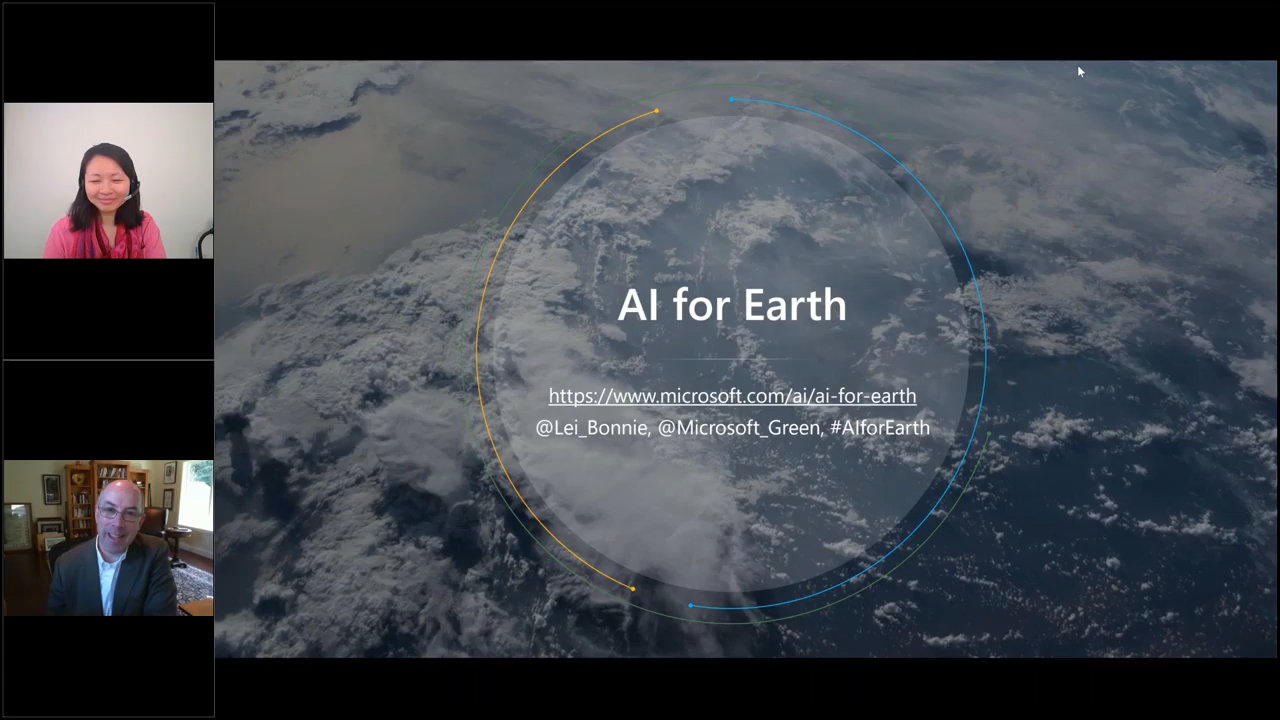 AI for Earth
https://www.microsoft.com/ai/ai-for-earth
@Lei_Bonnie, @Microsoft_Green, #AIforEarth